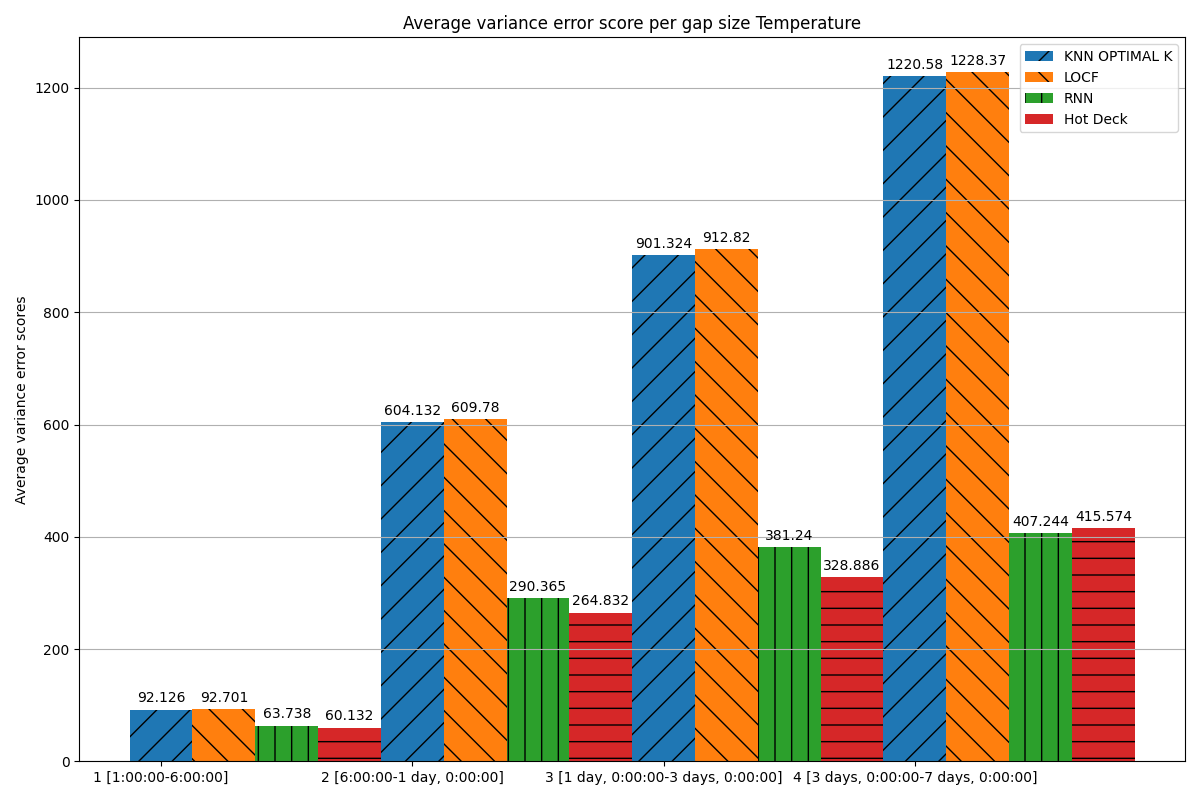 Average variance error score per gap size Temperature
KNN OPTIMAL K
LOCF
RNN
Hot Deck
Average variance error scores
1200
1000
800
600
400
200
0
92.126
92.701
63.738
60.132
604.132
609.78
290.365
264.832
901.324
912.82
381.24
328.886
1220.58
1228.37
407.244
415.574
1 [1:00:00-6:00:00]
2 [6:00:00-1 day, 0:00:00]
3 [1 day, 0:00:00-3 days, 0:00:00]
4 [3 days, 0:00:00-7 days, 0:00:00]